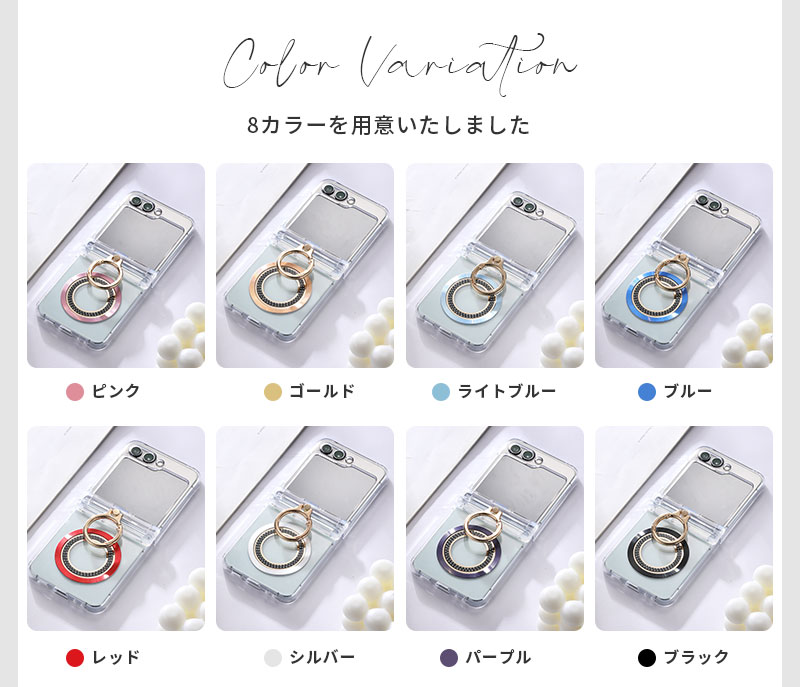 Color Variation
8カラーを用意いたしました
ピンク
ゴールド
ライトブルー
ブルー
レッド
シルバー
パープル
ブラック